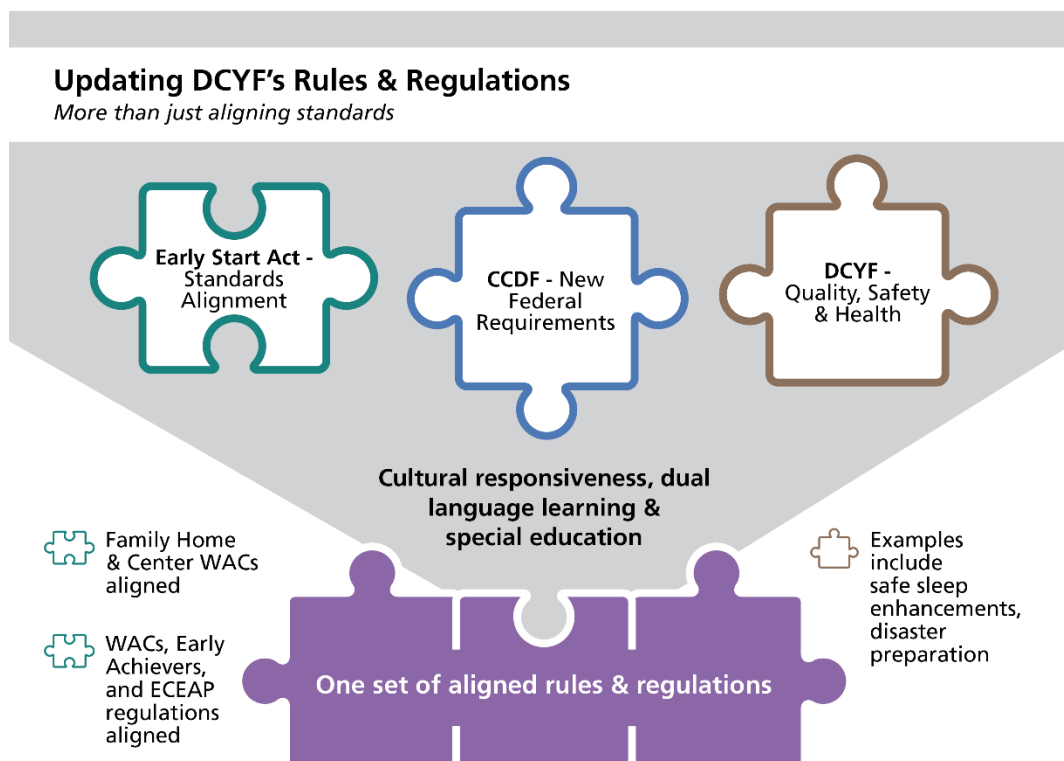 Updating DCYF's Rules & Regulations
More than just aligning standards
Early Start Act -
Standards
Alignment
CCDF - New
Federal
Requirements
DCYF -
Quality, Safety
& Health
Cultural responsiveness, dual
language learning &
special education
Family Home
& Center WACs
aligned
WACs, Early
Achievers,
and ECEAP
regulations
aligned
Examples
include
safe sleep
enhancements,
disaster
preparation
One set of aligned rules & regulations